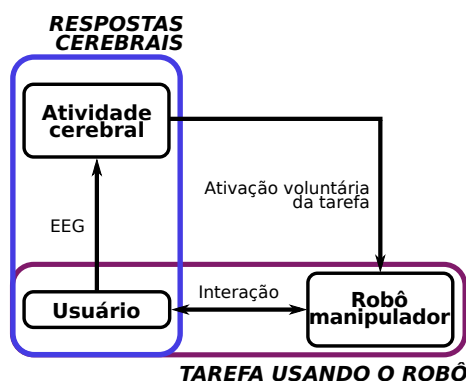 RESPOSTAS
CEREBRAIS
Atividade
cerebral
Ativação voluntária
da tarefa
EEG
Interação
Usuário
Robô
manipulador
TAREFA USANDO O ROBÔ